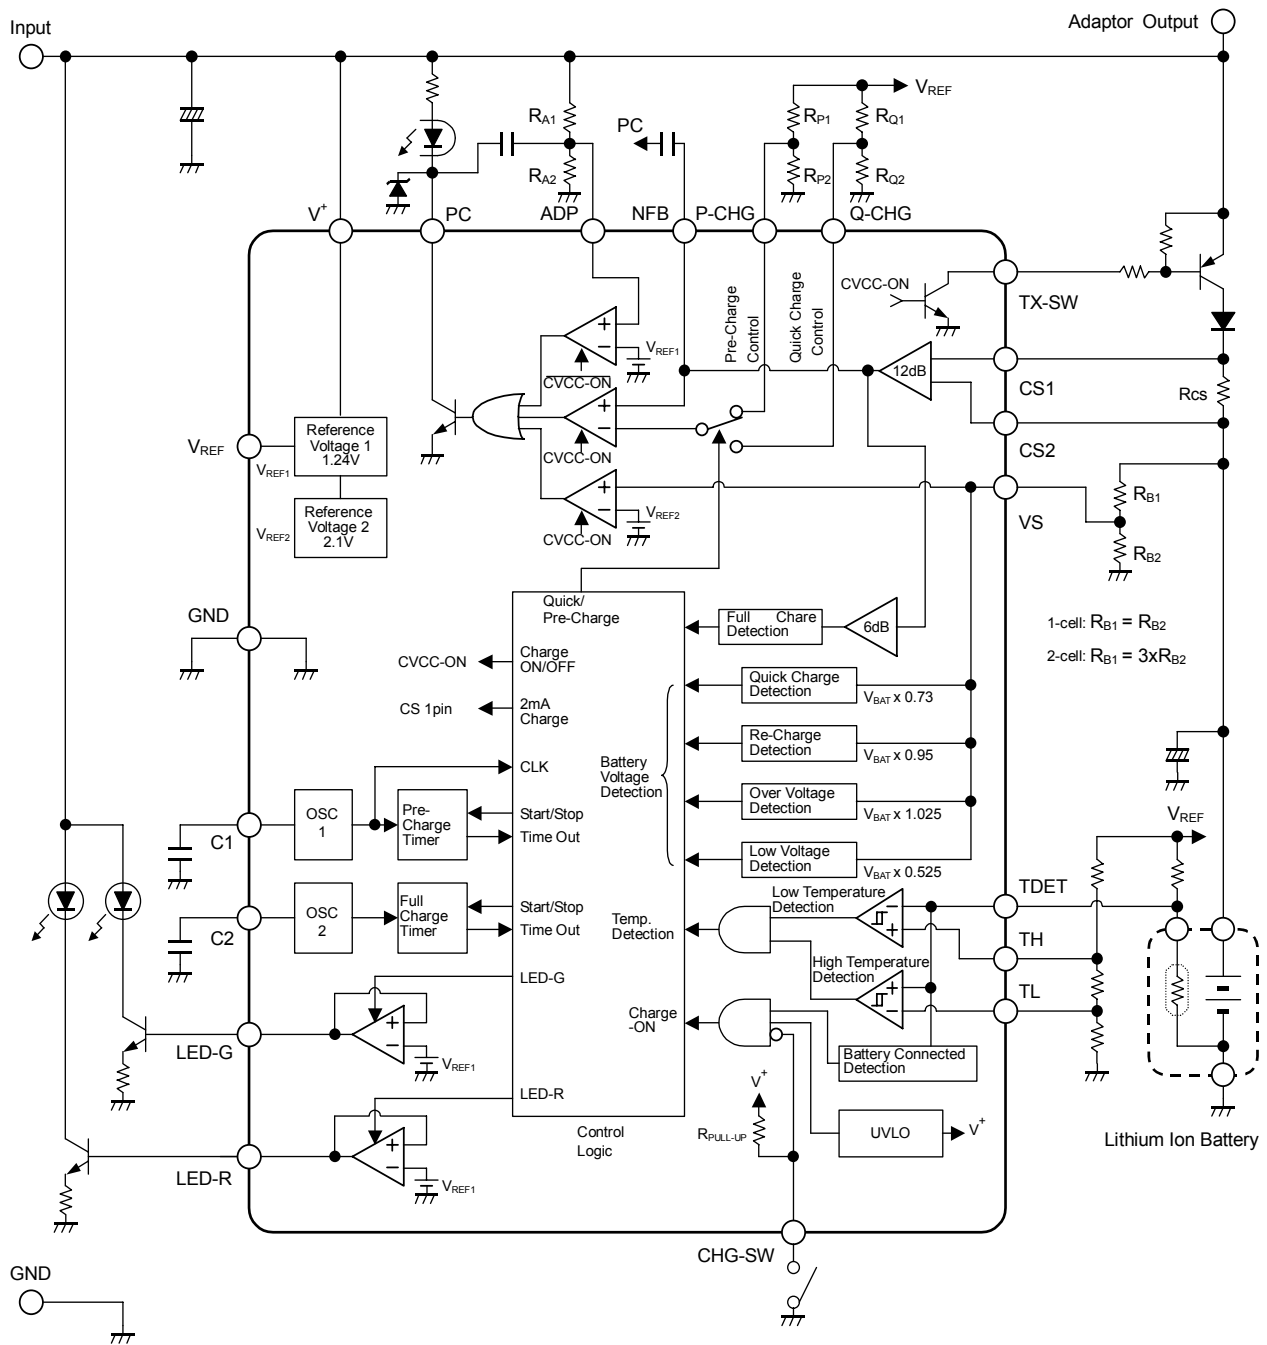 Input
Adaptor Output
VREF
RA1
PC
RP1
RQ1
RA2
RP2
RQ2
V+
PC
ADP
NFB
P-CHG
Q-CHG
CVCC-ON
TX-SW
Pre-Charge
Control
Quick Charge
Control
+
−
VREF1
CVCC-ON
12dB
CS1
Rcs
+
−
CVCC-ON
CS2
VREF
Reference
Voltage 1
1.24V
VREF1
Reference
Voltage 2
2.1V
VREF2
+
−
VREF2
CVCC-ON
VS
RB1
RB2
Quick/
Pre-Charge
Full Chare
Detection
6dB
1-cell: RB1 = RB2
2-cell: RB1 = 3xRB2
GND
CVCC-ON
Charge
ON/OFF
CS 1pin
2mA
Charge
Quick Charge
Detection
VBAT x 0.73
Re-Charge
Detection
VBAT x 0.95
Battery
Voltage
Detection
CLK
Over Voltage
Detection
VBAT x 1.025
Low Voltage
Detection
VBAT x 0.525
C1
OSC
1
Pre-
Charge
Timer
Start/Stop
Time Out
VREF
C2
OSC
2
Full
Charge
Timer
Start/Stop
Time Out
Temp.
Detection
Low Temperature
Detection
−
+
TDET
TH
High Temperature
Detection
+
−
TL
LED-G
LED-G
+
−
VREF1
Charge
-ON
Battery Connected
Detection
V+
RPULL-UP
UVLO
V+
LED-R
LED-R
+
−
VREF1
Control
Logic
Lithium Ion Battery
CHG-SW
GND